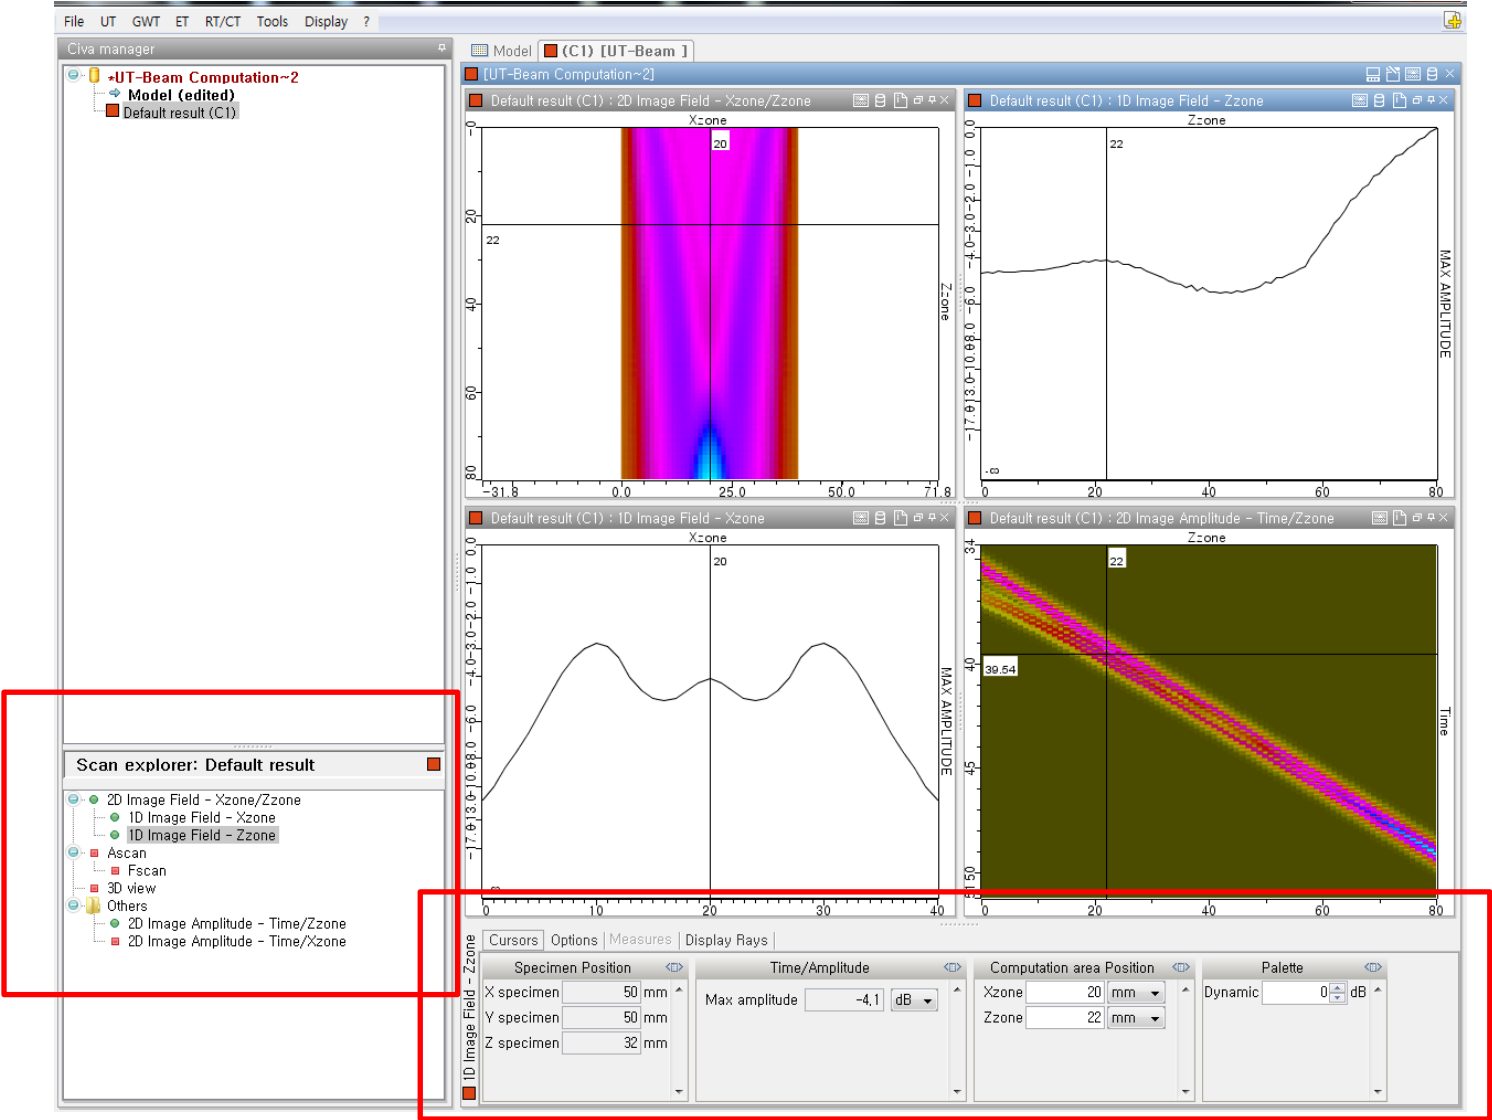 File UT GWT ET RT/CT Tools Display ?
Civa manager
*UT-Beam Computation~2
Model (edited)
Default result (C1)
Scan explorer: Default result
2D Image Field - Xzone/Zzone
1D Image Field - Xzone
1D Image Field - Zzone
Ascan
Fscan
3D view
Others
2D Image Amplitude - Time/Zzone
2D Image Amplitude - Time/Xzone
Model (C1) [UT-Beam ]
[UT-Beam Computation~2]
Default result (C1) : 2D Image Field - Xzone/Zzone
Xzone
20
22
20
40
60
80
Zzone
-31.8 0.0 25.0 50.0 71.8
Default result (C1) : 1D Image Field - Zzone
Zzone
22
MAX AMPLITUDE
0 20 40 60 80
Default result (C1) : 1D Image Field - Xzone
Xzone
20
MAX AMPLITUDE
0 10 20 30 40
Default result (C1) : 2D Image Amplitude - Time/Zzone
Zzone
22
34
39.54
40
45
Time
0 20 40 60 80
1D Image Field - Zzone
Cursors Options Measures Display Rays
Specimen Position
X specimen 50 mm
Y specimen 50 mm
Z specimen 32 mm
Time/Amplitude
Max amplitude -4,1 dB
Computation area Position
Xzone 20 mm
Zzone 22 mm
Palette
Dynamic 0 dB